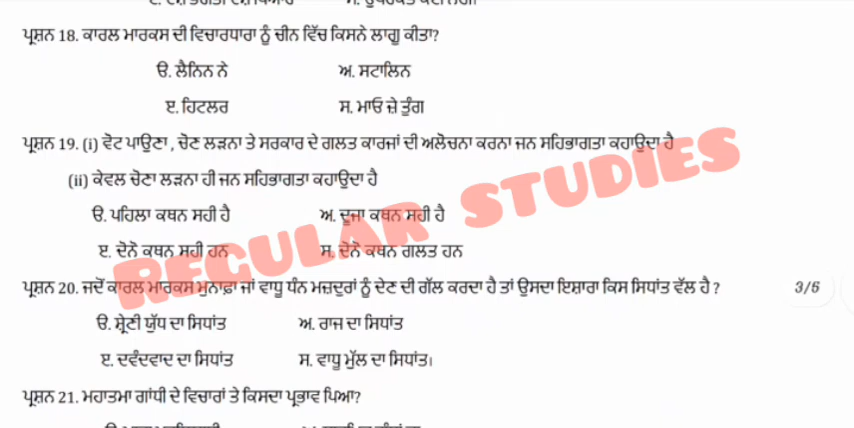 ਪ੍ਰਸ਼ਨ 18. ਕਾਰਲ ਮਾਰਕਸ ਦੀ ਵਿਚਾਰਧਾਰਾ ਨੂੰ ਚੀਨ ਵਿੱਚ ਕਿਸਨੇ ਲਾਗੂ ਕੀਤਾ?
ੳ. ਲੈਨਿਨ ਨੇ ਅ. ਸਟਾਲਿਨ
ੲ. ਹਿਟਲਰ ਸ. ਮਾਓ ਜ਼ੇ ਤੁੰਗ
ਪ੍ਰਸ਼ਨ 19. (i) ਵੋਟ ਪਾਉਣਾ , ਚੋਣ ਲੜਨਾ ਤੇ ਸਰਕਾਰ ਦੇ ਗਲਤ ਕਾਰਜਾਂ ਦੀ ਅਲੋਚਨਾ ਕਰਨਾ ਜਨ ਸਹਿਭਾਗਤਾ ਕਹਾਉਂਦਾ ਹੈ
(ii) ਕੇਵਲ ਚੋਣਾ ਲੜਨਾ ਹੀ ਜਨ ਸਹਿਭਾਗਤਾ ਕਹਾਉਂਦਾ ਹੈ
ੳ. ਪਹਿਲਾ ਕਥਨ ਸਹੀ ਹੈ ਅ. ਦੂਜਾ ਕਥਨ ਸਹੀ ਹੈ
ੲ. ਦੋਨੋ ਕਥਨ ਸਹੀ ਹਨ ਸ. ਦੋਨੋ ਕਥਨ ਗਲਤ ਹਨ
REGULAR STUDIES
ਪ੍ਰਸ਼ਨ 20. ਜਦੋਂ ਕਾਰਲ ਮਾਰਕਸ ਮੁਨਾਫ਼ਾ ਜਾਂ ਵਾਧੂ ਧੰਨ ਮਜ਼ਦੂਰਾਂ ਨੂੰ ਦੇਣ ਦੀ ਗੱਲ ਕਰਦਾ ਹੈ ਤਾਂ ਉਸਦਾ ਇਸ਼ਾਰਾ ਕਿਸ ਸਿਧਾਂਤ ਵੱਲ ਹੈ ? 3/5
ੳ. ਸ਼੍ਰੇਣੀ ਯੁੱਧ ਦਾ ਸਿਧਾਂਤ ਅ. ਰਾਜ ਦਾ ਸਿਧਾਂਤ
ੲ. ਦਵੰਦਵਾਦ ਦਾ ਸਿਧਾਂਤ ਸ. ਵਾਧੂ ਮੁੱਲ ਦਾ ਸਿਧਾਂਤ।
ਪ੍ਰਸ਼ਨ 21. ਮਹਾਤਮਾ ਗਾਂਧੀ ਦੇ ਵਿਚਾਰਾਂ ਤੇ ਕਿਸਦਾ ਪ੍ਰਭਾਵ ਪਿਆ?